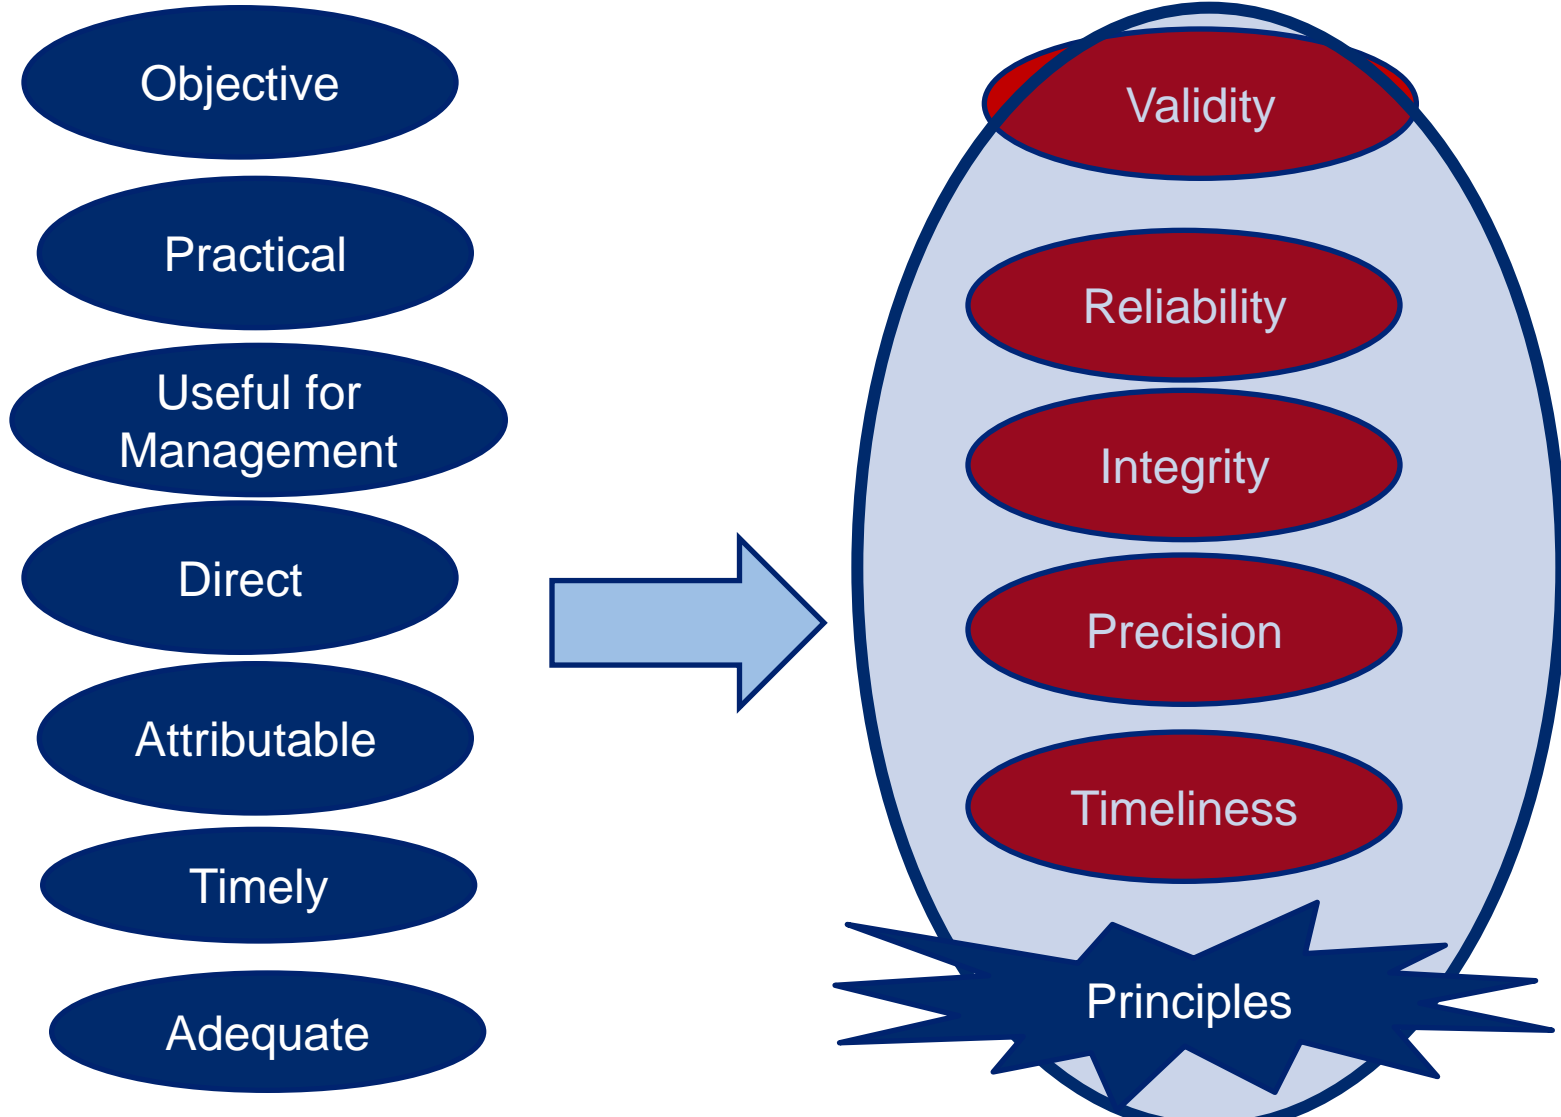 Objective
Practical
Useful for
Management
Direct
Attributable
Timely
Adequate
Validity
Reliability
Integrity
Precision
Timeliness
Principles